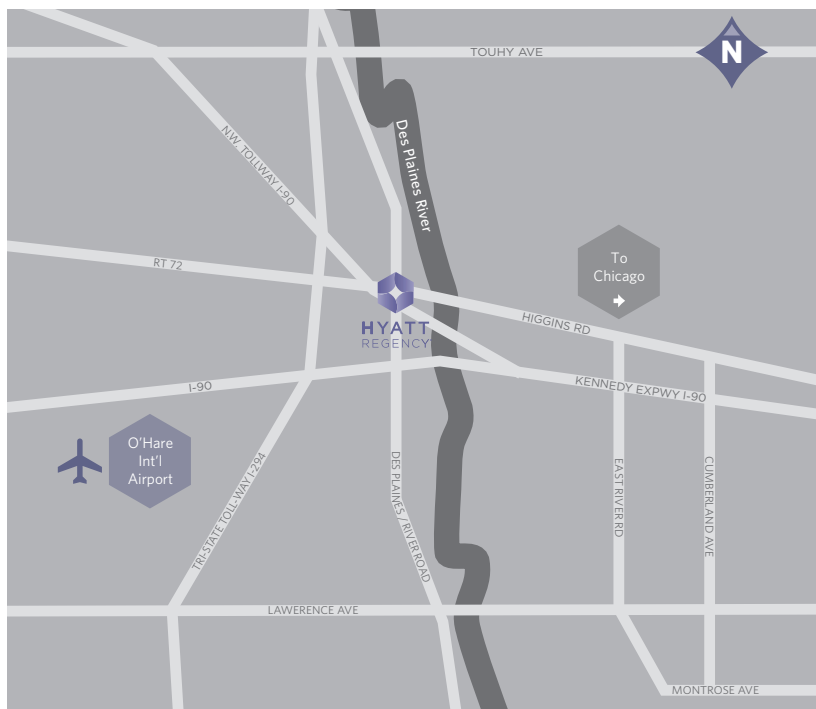 TOUHY AVE
N
N.W. TOLLWAY I-90
Des Plaines River
RT 72
To
Chicago
HIGGINS RD
HYATT
REGENCY
I-90
KENNEDY EXPWY I-90
O'Hare
Int'l
Airport
TRI-STATE TOLL-WAY I-294
DES PLAINES / RIVER ROAD
EAST RIVER RD
CUMBERLAND AVE
LAWERENCE AVE
MONTROSE AVE